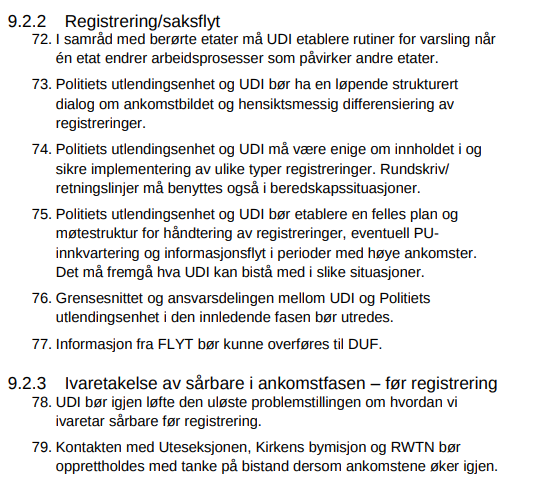 9.2.2 Registrering/saksflyt
72. I samråd med berørte etater må UDI etablere rutiner for varsling når
én etat endrer arbeidsprosesser som påvirker andre etater.
73. Politiets utlendingsenhet og UDI bør ha en løpende strukturert
dialog om ankomstbildet og hensiktsmessig differensiering av
registreringer.
74. Politiets utlendingsenhet og UDI må være enige om innholdet i og
sikre implementering av ulike typer registreringer. Rundskriv/
retningslinjer må benyttes også i beredskapssituasjoner.
75. Politiets utlendingsenhet og UDI bør etablere en felles plan og
møtestruktur for håndtering av registreringer, eventuell PU-
innkvartering og informasjonsflyt i perioder med høye ankomster.
Det må fremgå hva UDI kan bistå med i slike situasjoner.
76. Grensesnittet og ansvarsdelingen mellom UDI og Politiets
utlendingsenhet i den innledende fasen bør utredes.
77. Informasjon fra FLYT bør kunne overføres til DUF.
9.2.3 Ivaretakelse av sårbare i ankomstfasen – før registrering
78. UDI bør igjen løfte den uløste problemstillingen om hvordan vi
ivaretar sårbare før registrering.
79. Kontakten med Uteseksjonen, Kirkens bymisjon og RWTN bør
opprettholdes med tanke på bistand dersom ankomstene øker igjen.